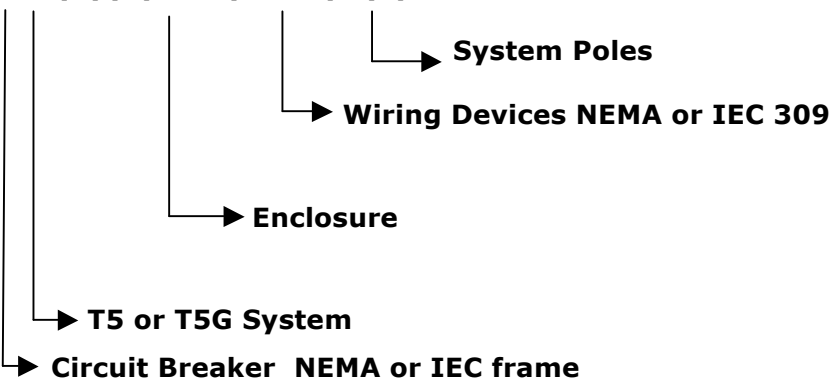 System Poles
Wiring Devices NEMA or IEC 309
Enclosure
T5 or T5G System
Circuit Breaker NEMA or IEC frame